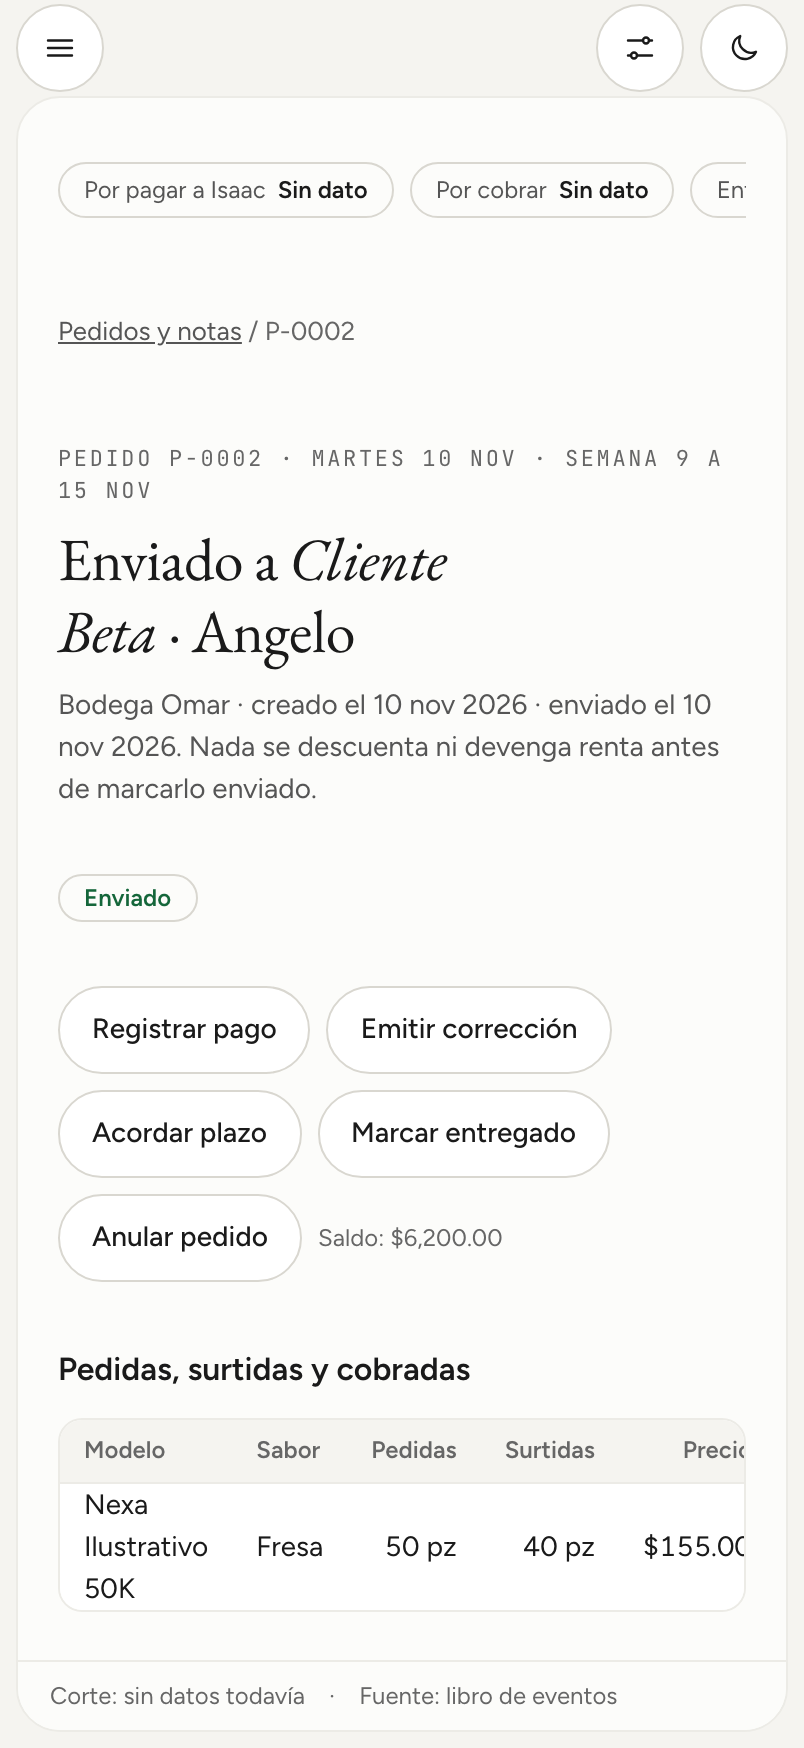 Por pagar a Isaac Sin dato Por cobrar Sin dato
Pedidos y notas / P-0002
PEDIDO P-0002 · MARTES 10 NOV · SEMANA 9 A
15 NOV
Enviado a Cliente
Beta · Angelo
Bodega Omar · creado el 10 nov 2026 · enviado el 10
nov 2026. Nada se descuenta ni devenga renta antes
de marcarlo enviado.
Enviado
Registrar pago Emitir corrección
Acordar plazo Marcar entregado
Anular pedido Saldo: $6,200.00
Pedidas, surtidas y cobradas
Modelo Sabor Pedidas Surtidas Precio
Nexa
Ilustrativo Fresa 50 pz 40 pz $155.00
50K
Corte: sin datos todavía · Fuente: libro de eventos